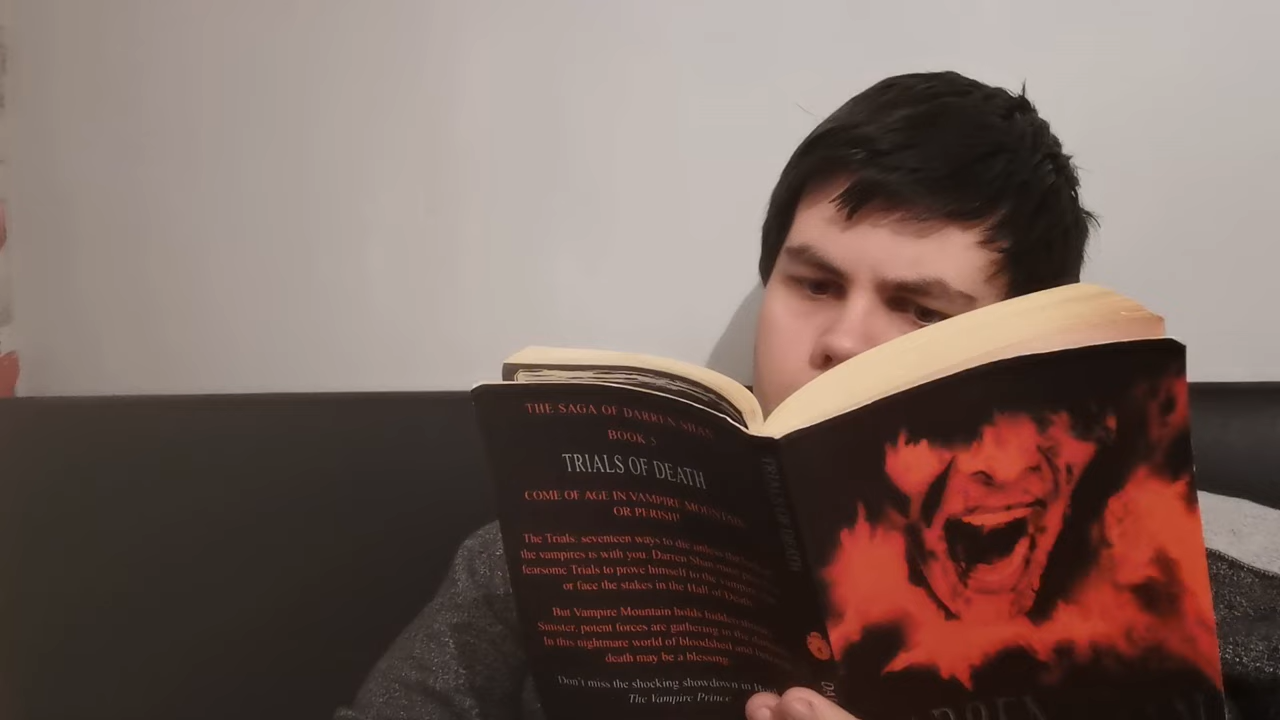 THE SAGA OF DARREN SHAN
BOOK 5
TRIALS OF DEATH
COME OF AGE IN VAMPIRE MOUNTAIN
OR PERISH!
The Trials: seventeen ways to die unless the
the vampires is with you. Darren Shan must
fearsome Trials to prove himself to the vampire
or face the stakes in the Hall of Death.
But Vampire Mountain holds hidden
Sinister, potent forces are gathering in the
In this nightmare world of bloodshed and
death may be a blessing.
Don't miss the shocking showdown in
The Vampire Prince
TRIALS OF DEATH